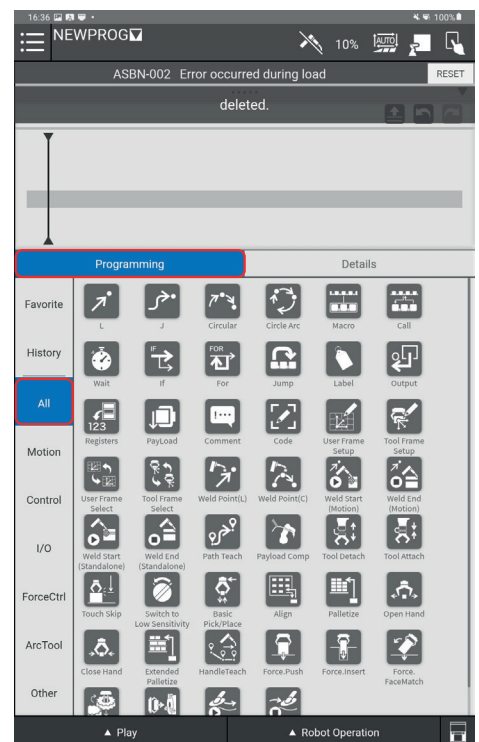 16:36
100%
NEWPROG
10%
AUTO
ASBN-002 Error occurred during load
RESET
deleted.
Programming
Details
Favorite
History
All
Motion
Control
I/O
ForceCtrl
ArcTool
Other
L
J
Circular
Circle Arc
Macro
Call
IF
FOR
Wait
If
For
Jump
Label
Output
123
Registers
PayLoad
Comment
Code
User Frame
Setup
Tool Frame
Setup
User Frame
Select
Tool Frame
Select
Weld Point(L)
Weld Point(C)
Weld Start
(Motion)
Weld End
(Motion)
Weld Start
(Standalone)
Weld End
(Standalone)
Path Teach
Payload Comp
Tool Detach
Tool Attach
Touch Skip
Switch to
Low Sensitivity
Basic
Pick/Place
Align
Palletize
Open Hand
Close Hand
Extended
Palletize
HandleTeach
Force.Push
Force.Insert
Force.
FaceMatch
▲ Play
▲ Robot Operation